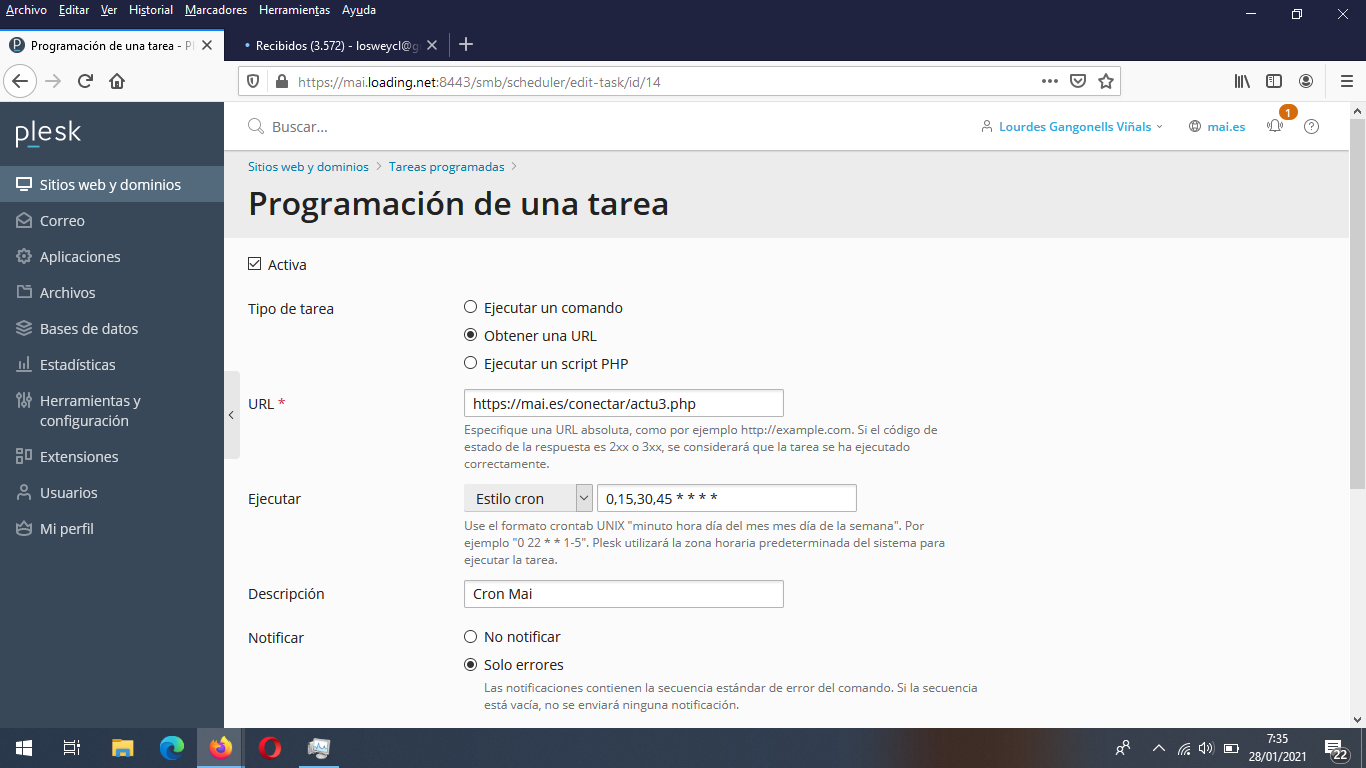 Archivo Editar Ver Historial Marcadores Herramientas Ayuda
Programación de una tarea - Pl
Recibidos (3.572) - losweycl@g
https://mai.loading.net:8443/smb/scheduler/edit-task/id/14
plesk
Buscar...
Lourdes Gangonells Viñals
mai.es
1
Sitios web y dominios
Correo
Aplicaciones
Archivos
Bases de datos
Estadísticas
Herramientas y
configuración
Extensiones
Usuarios
Mi perfil
Sitios web y dominios > Tareas programadas >
Programación de una tarea
Activa
Tipo de tarea
Ejecutar un comando
Obtener una URL
Ejecutar un script PHP
URL *
https://mai.es/conectar/actu3.php
Especifique una URL absoluta, como por ejemplo http://example.com. Si el código de
estado de la respuesta es 2xx o 3xx, se considerará que la tarea se ha ejecutado
correctamente.
Ejecutar
Estilo cron
0,15,30,45 * * * *
Use el formato crontab UNIX "minuto hora día del mes mes día de la semana". Por
ejemplo "0 22 * * 1-5". Plesk utilizará la zona horaria predeterminada del sistema para
ejecutar la tarea.
Descripción
Cron Mai
Notificar
No notificar
Solo errores
Las notificaciones contienen la secuencia estándar de error del comando. Si la secuencia
está vacía, no se enviará ninguna notificación.
7:35
28/01/2021
22